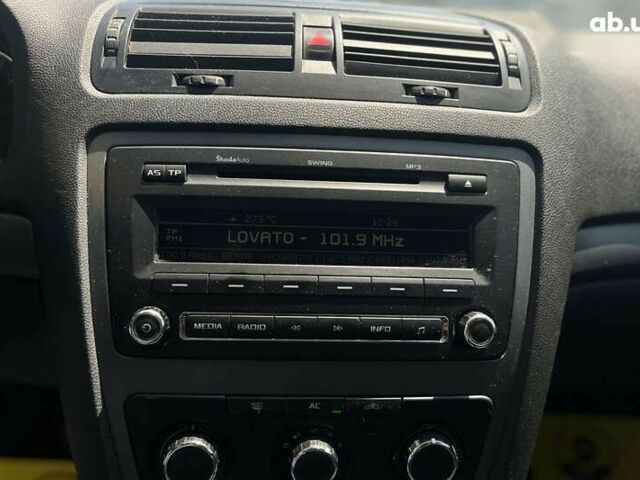 ab.u
ŠkodaAuto SWING MP3
AS TP
27.5°C 12:29
TP
FM1
LOVATO - 101.9 MHz
MEDIA RADIO INFO
AC